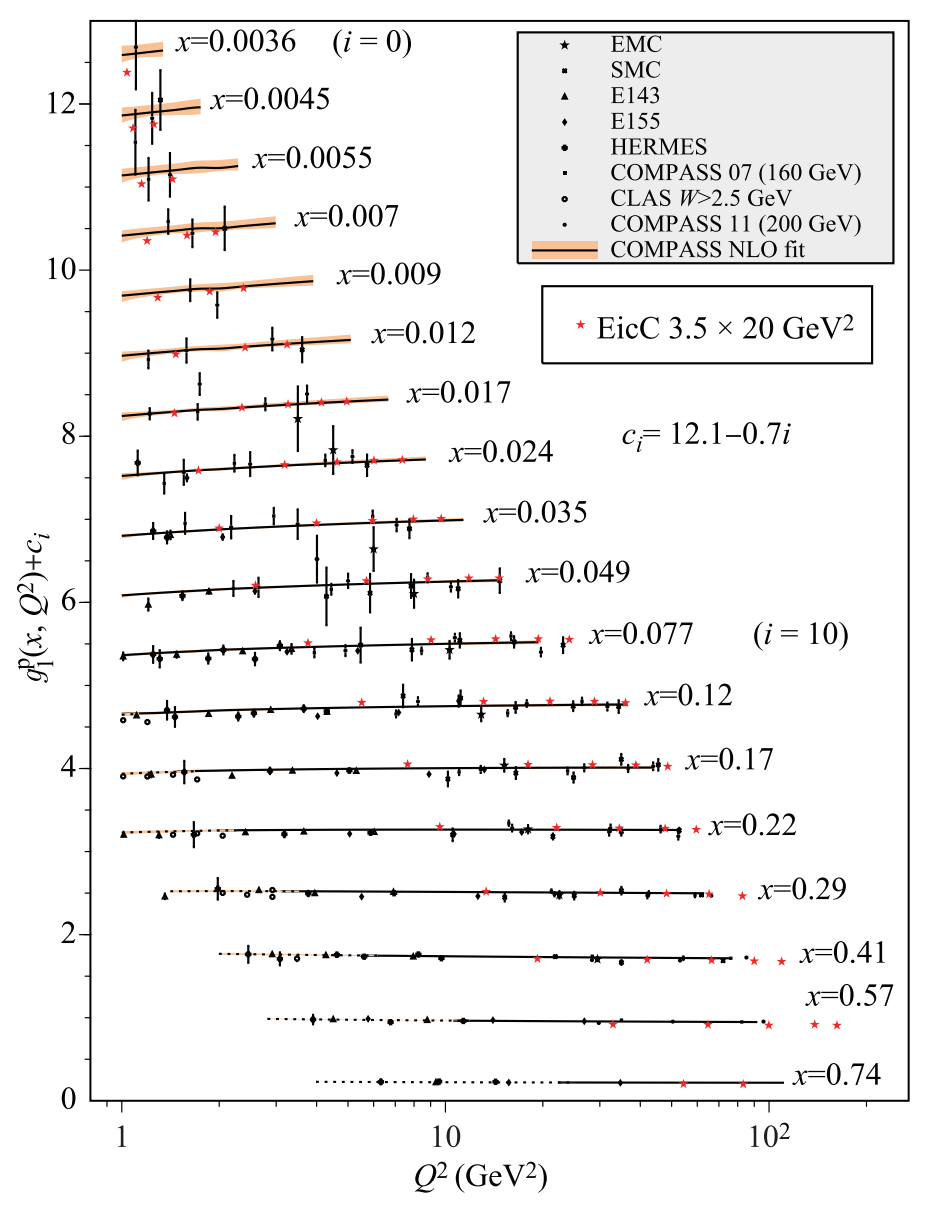 x=0.0036 (i = 0)
x=0.0045
x=0.0055
x=0.007
x=0.009
x=0.012
x=0.017
x=0.024
x=0.035
x=0.049
x=0.077 (i = 10)
x=0.12
x=0.17
x=0.22
x=0.29
x=0.41
x=0.57
x=0.74
EMC
SMC
E143
E155
HERMES
COMPASS 07 (160 GeV)
CLAS W>2.5 GeV
COMPASS 11 (200 GeV)
COMPASS NLO fit
EicC 3.5 × 20 GeV²
cᵢ= 12.1–0.7i
12
10
8
6
4
2
0
g₁ᵖ(x, Q²)+cᵢ
1
10
10²
Q² (GeV²)